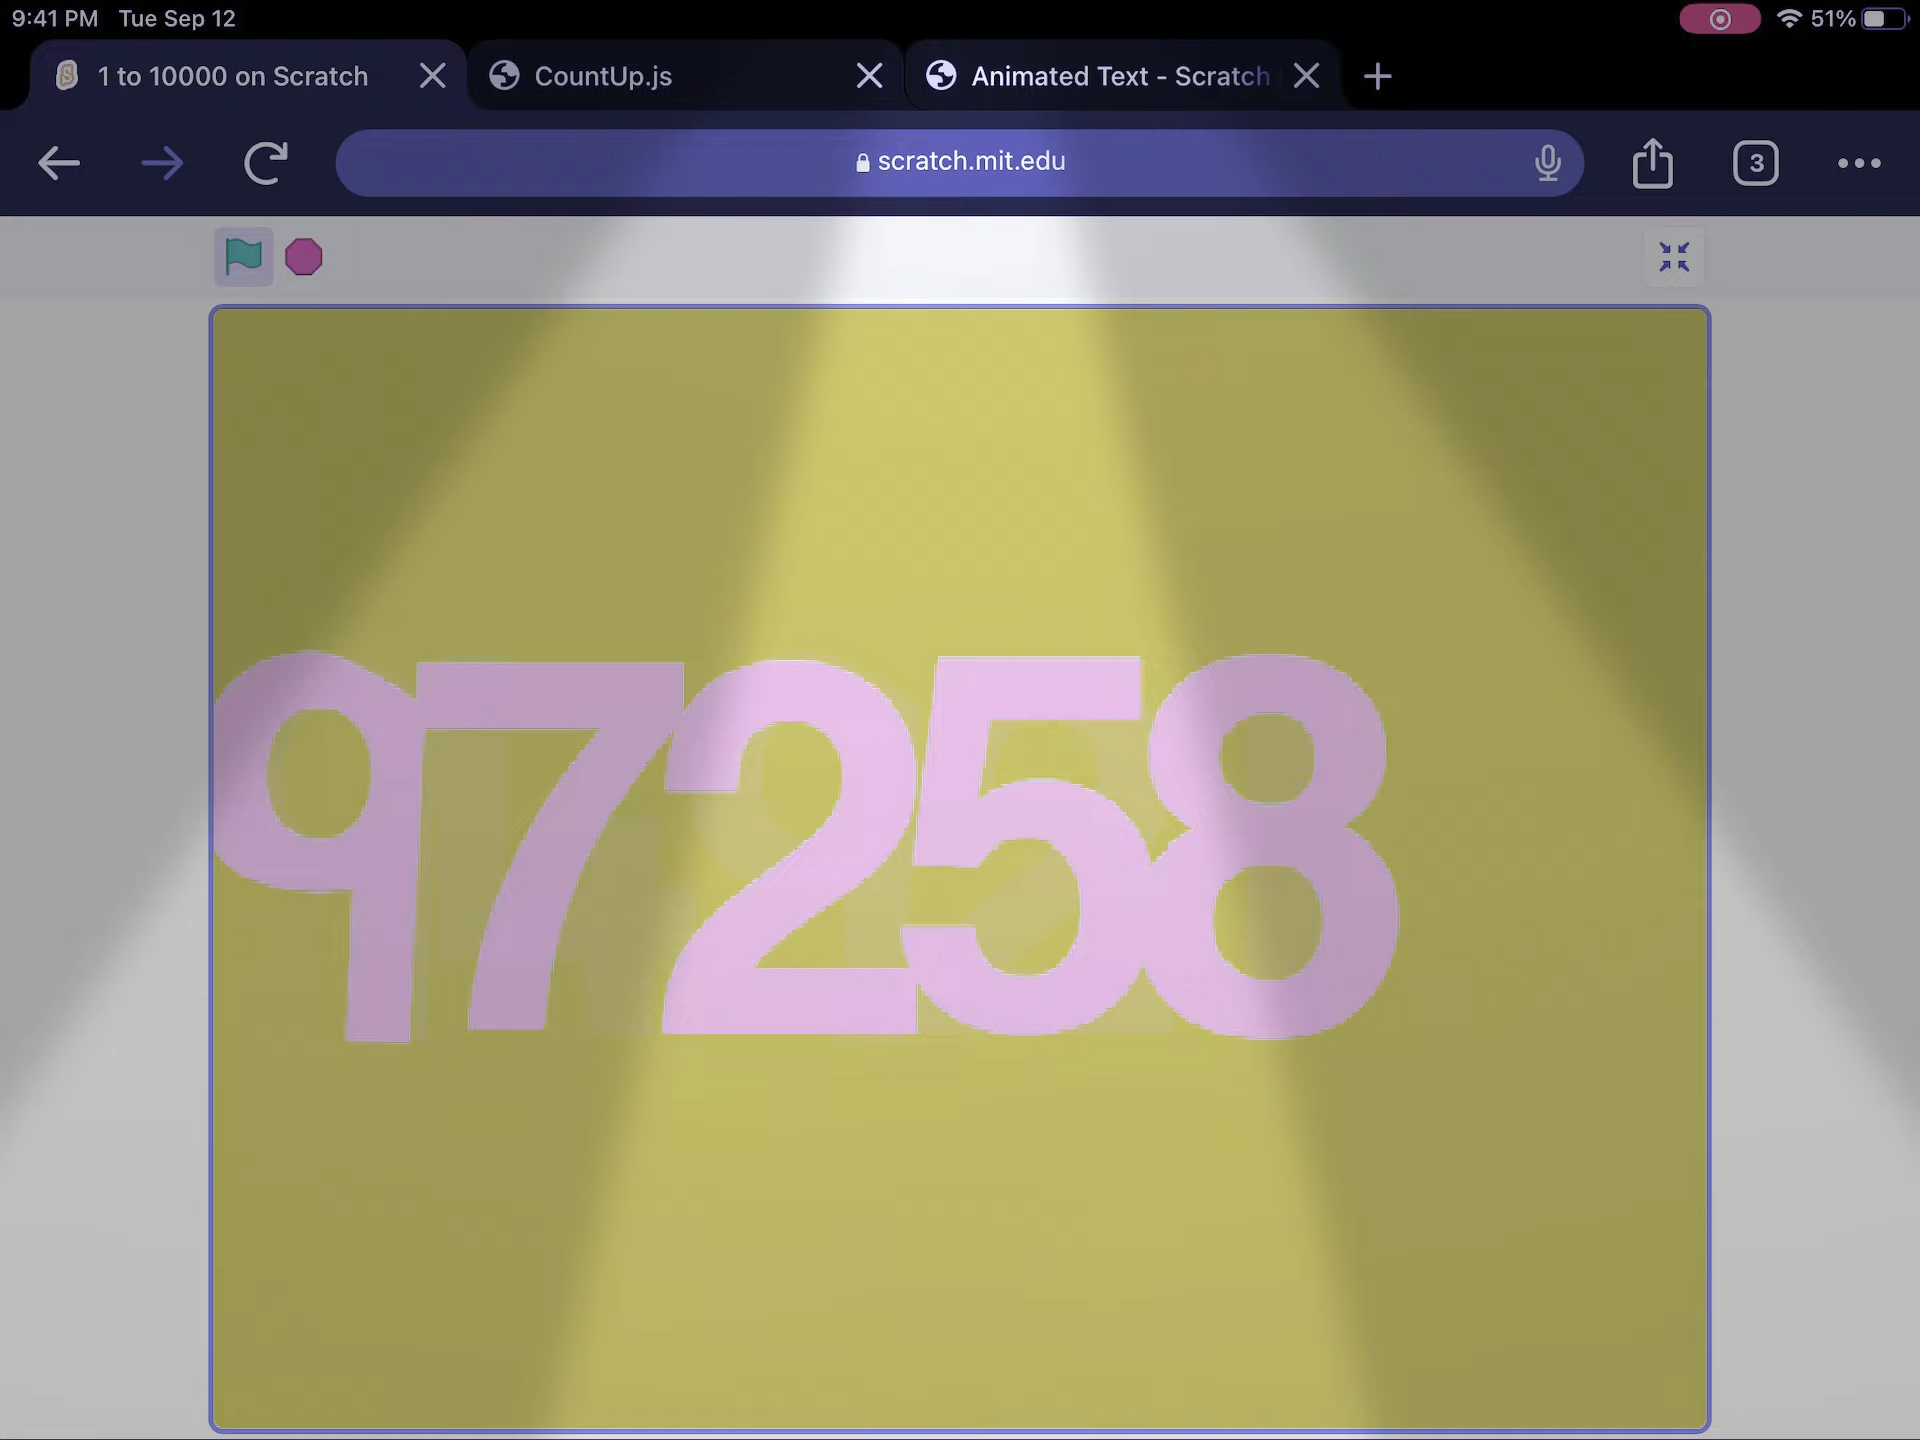 9:41 PM Tue Sep 12 51%
1 to 10000 on Scratch CountUp.js Animated Text - Scratch
scratch.mit.edu 3
97258